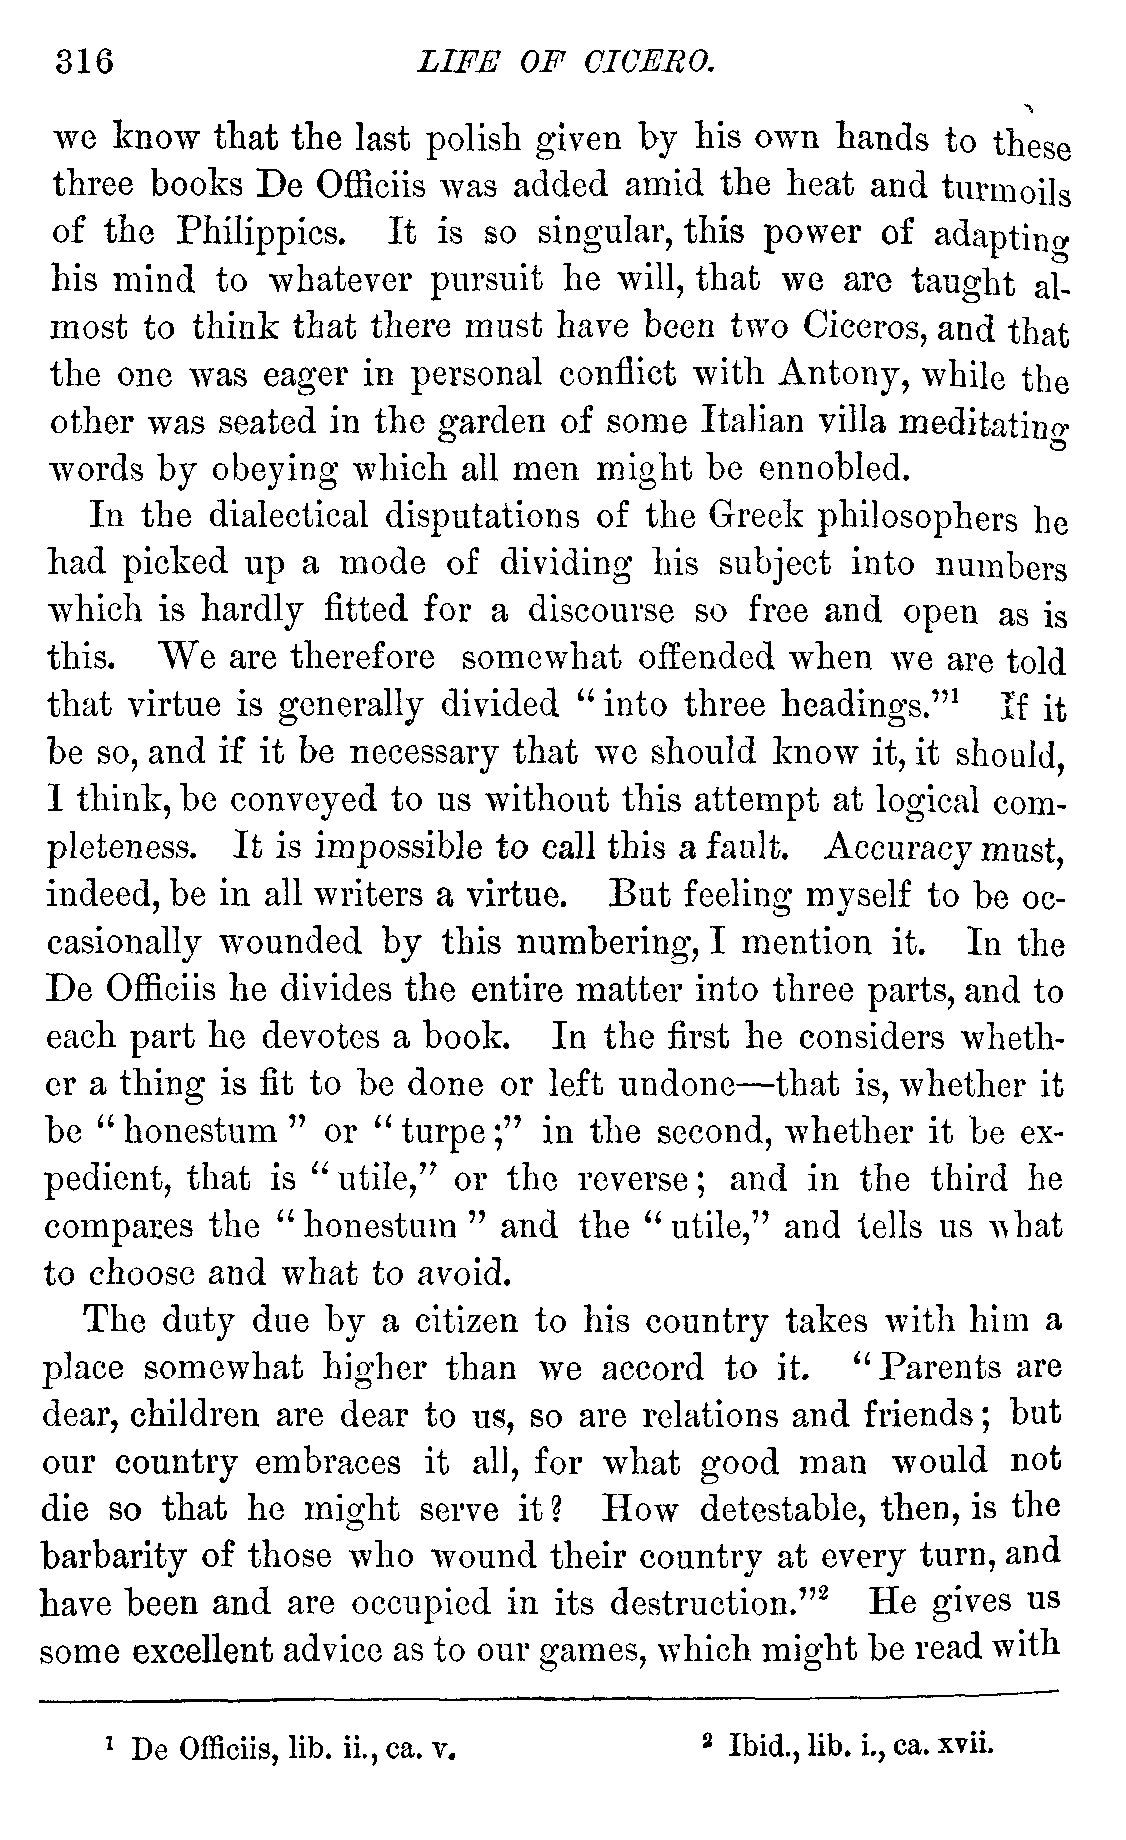 316 LIFE OF CICERO.
we know that the last polish given by his own hands to these
three books De Officiis was added amid the heat and turmoils
of the Philippics. It is so singular, this power of adapting
his mind to whatever pursuit he will, that we are taught al-
most to think that there must have been two Ciceros, and that
the one was eager in personal conflict with Antony, while the
other was seated in the garden of some Italian villa meditating
words by obeying which all men might be ennobled.
In the dialectical disputations of the Greek philosophers he
had picked up a mode of dividing his subject into numbers
which is hardly fitted for a discourse so free and open as is
this. We are therefore somewhat offended when we are told
that virtue is generally divided “into three headings.”¹ If it
be so, and if it be necessary that we should know it, it should,
I think, be conveyed to us without this attempt at logical com-
pleteness. It is impossible to call this a fault. Accuracy must,
indeed, be in all writers a virtue. But feeling myself to be oc-
casionally wounded by this numbering, I mention it. In the
De Officiis he divides the entire matter into three parts, and to
each part he devotes a book. In the first he considers wheth-
er a thing is fit to be done or left undone—that is, whether it
be “honestum” or “turpe;” in the second, whether it be ex-
pedient, that is “utile,” or the reverse; and in the third he
compares the “honestum” and the “utile,” and tells us what
to choose and what to avoid.
The duty due by a citizen to his country takes with him a
place somewhat higher than we accord to it. “Parents are
dear, children are dear to us, so are relations and friends; but
our country embraces it all, for what good man would not
die so that he might serve it? How detestable, then, is the
barbarity of those who wound their country at every turn, and
have been and are occupied in its destruction.”² He gives us
some excellent advice as to our games, which might be read with
¹ De Officiis, lib. ii., ca. v. ² Ibid., lib. i., ca. xvii.